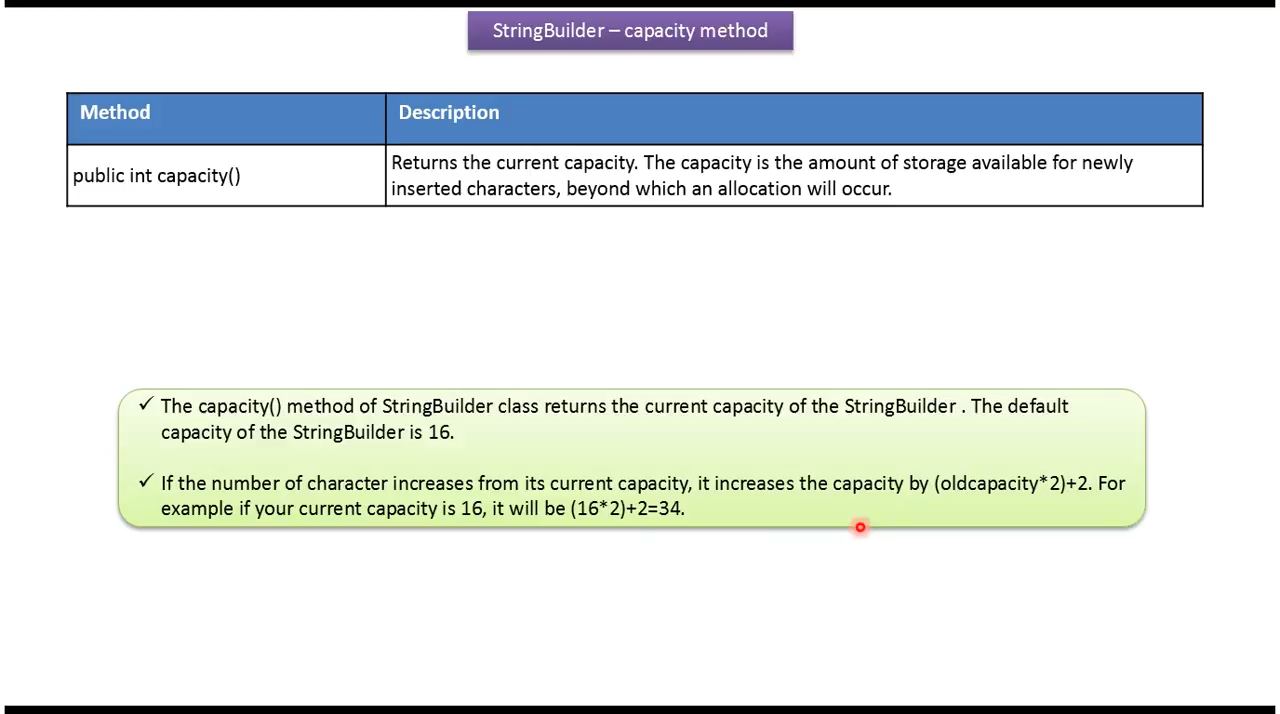 StringBuilder – capacity method
Method
Description
public int capacity()
Returns the current capacity. The capacity is the amount of storage available for newly
inserted characters, beyond which an allocation will occur.
✓ The capacity() method of StringBuilder class returns the current capacity of the StringBuilder . The default
capacity of the StringBuilder is 16.
✓ If the number of character increases from its current capacity, it increases the capacity by (oldcapacity*2)+2. For
example if your current capacity is 16, it will be (16*2)+2=34.